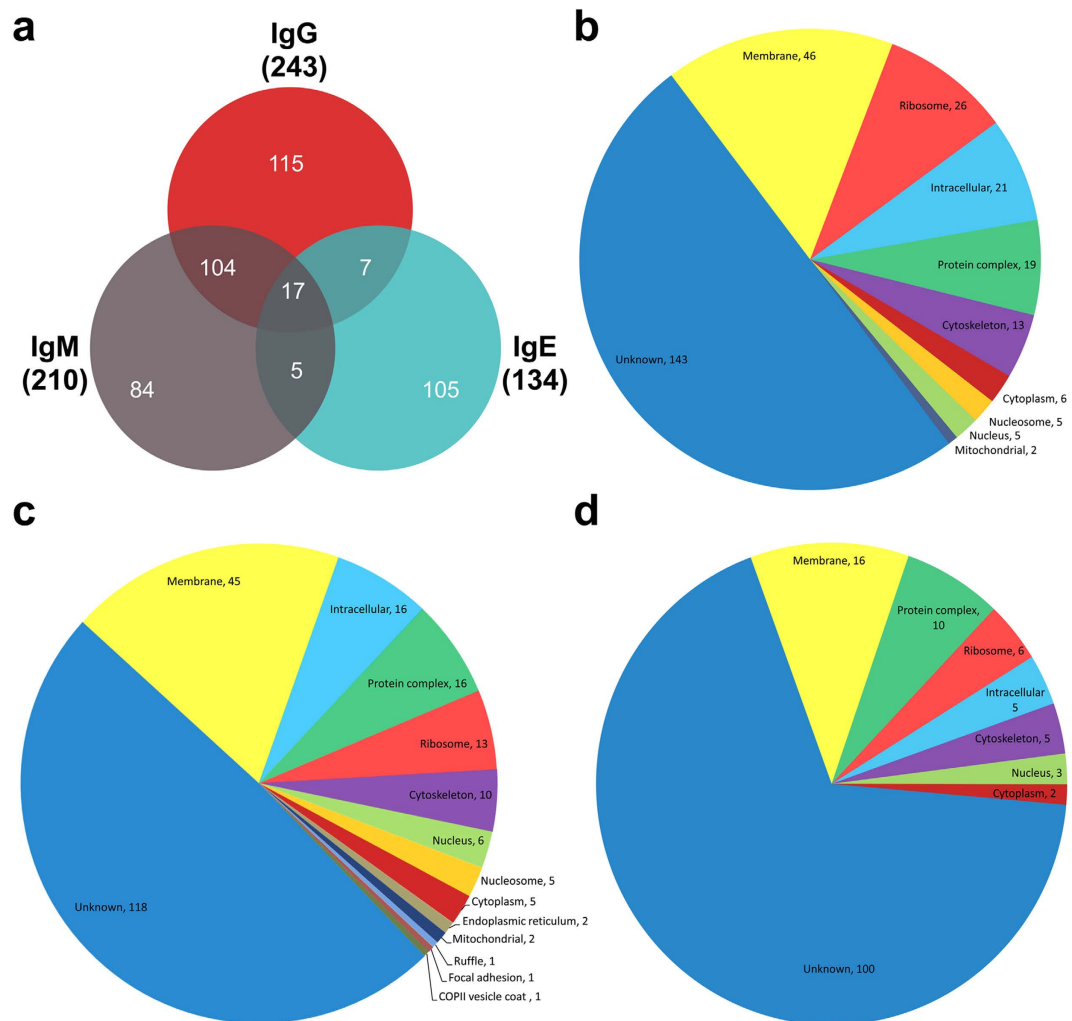 a
IgG
(243)
115
104
7
17
IgM
(210)
IgE
(134)
5
84
105
b
Membrane, 46
Ribosome, 26
Intracellular, 21
Protein complex, 19
Cytoskeleton, 13
Unknown, 143
Cytoplasm, 6
Nucleosome, 5
Nucleus, 5
Mitochondrial, 2
c
Membrane, 45
Intracellular, 16
Protein complex, 16
Ribosome, 13
Cytoskeleton, 10
Nucleus, 6
Nucleosome, 5
Cytoplasm, 5
Unknown, 118
Endoplasmic reticulum, 2
Mitochondrial, 2
Ruffle, 1
Focal adhesion, 1
COPII vesicle coat , 1
d
Membrane, 16
Protein complex,
10
Ribosome, 6
Intracellular
5
Cytoskeleton, 5
Nucleus, 3
Cytoplasm, 2
Unknown, 100